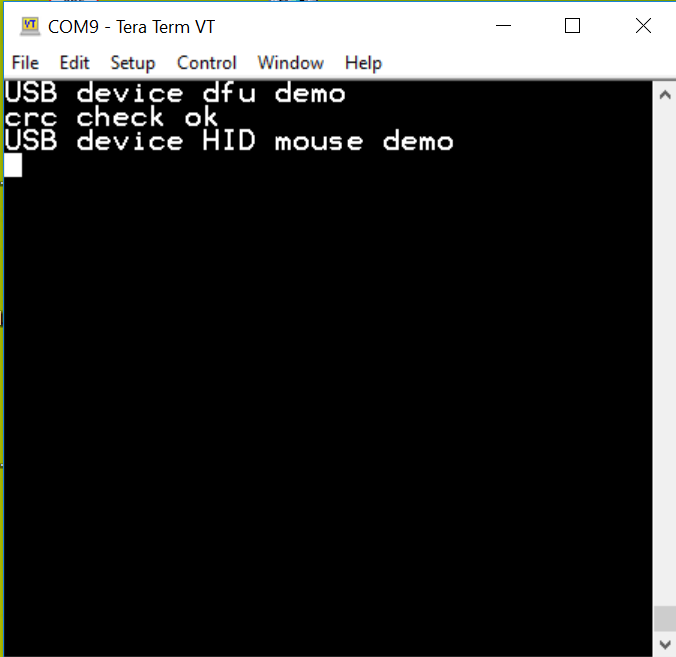 VT COM9 - Tera Term VT
File Edit Setup Control Window Help
USB device dfu demo
crc check ok
USB device HID mouse demo